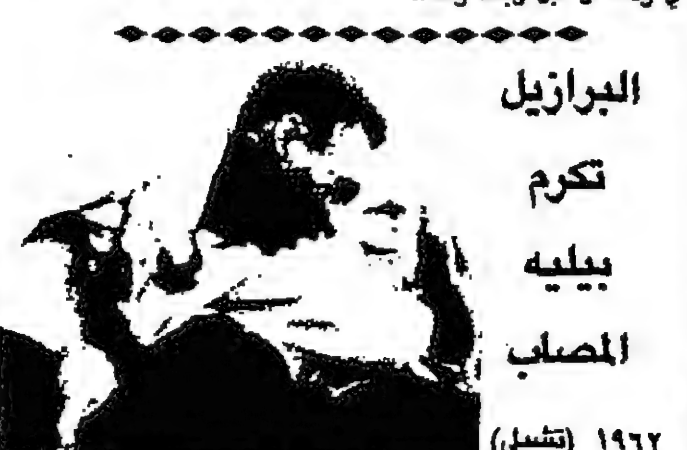 البرازيل
تكرم
بيليه
المصاب
١٩٦٢ (تشيلي)